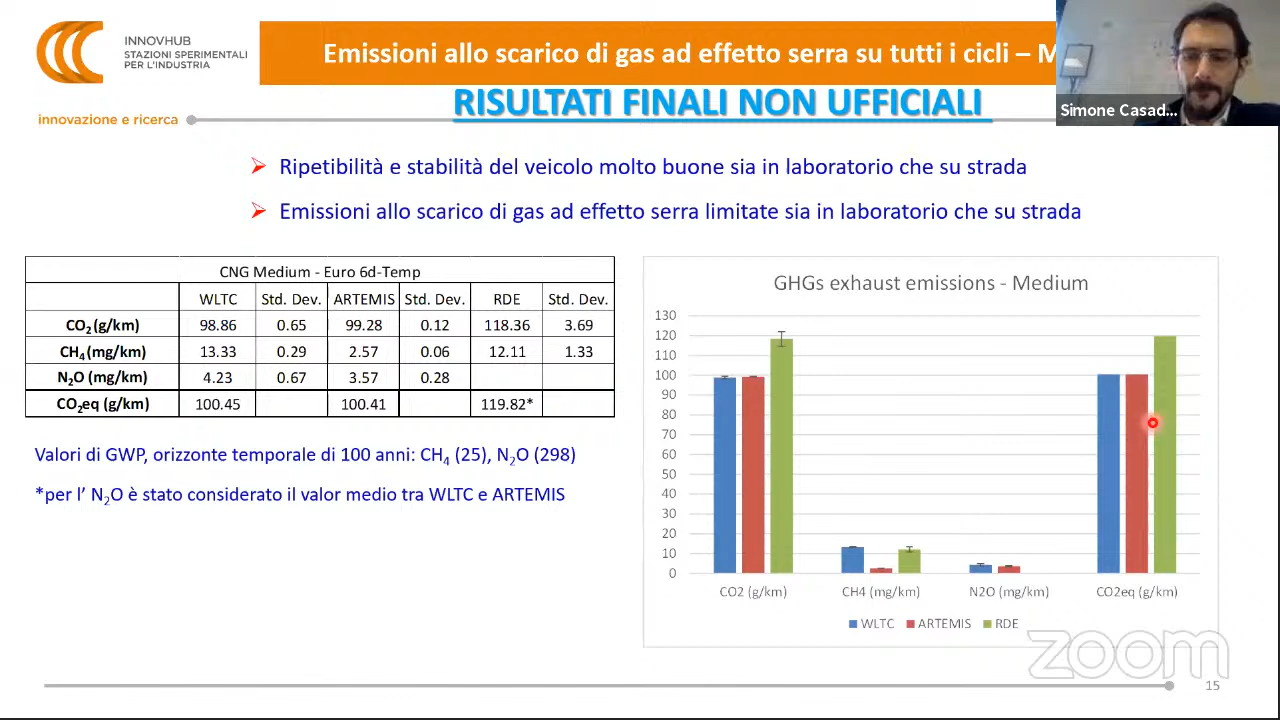 INNOVHUB
STAZIONI SPERIMENTALI
PER L'INDUSTRIA
innovazione e ricerca
Emissioni allo scarico di gas ad effetto serra su tutti i cicli – M
RISULTATI FINALI NON UFFICIALI
Simone Casad...
Ripetibilità e stabilità del veicolo molto buone sia in laboratorio che su strada
Emissioni allo scarico di gas ad effetto serra limitate sia in laboratorio che su strada
CNG Medium - Euro 6d-Temp
WLTC Std. Dev. ARTEMIS Std. Dev. RDE Std. Dev.
CO2 (g/km) 98.86 0.65 99.28 0.12 118.36 3.69
CH4 (mg/km) 13.33 0.29 2.57 0.06 12.11 1.33
N2O (mg/km) 4.23 0.67 3.57 0.28
CO2eq (g/km) 100.45 100.41 119.82*
Valori di GWP, orizzonte temporale di 100 anni: CH4 (25), N2O (298)
*per l' N2O è stato considerato il valor medio tra WLTC e ARTEMIS
GHGs exhaust emissions - Medium
130
120
110
100
90
80
70
60
50
40
30
20
10
0
CO2 (g/km) CH4 (mg/km) N2O (mg/km) CO2eq (g/km)
WLTC ARTEMIS RDE
zoom
15